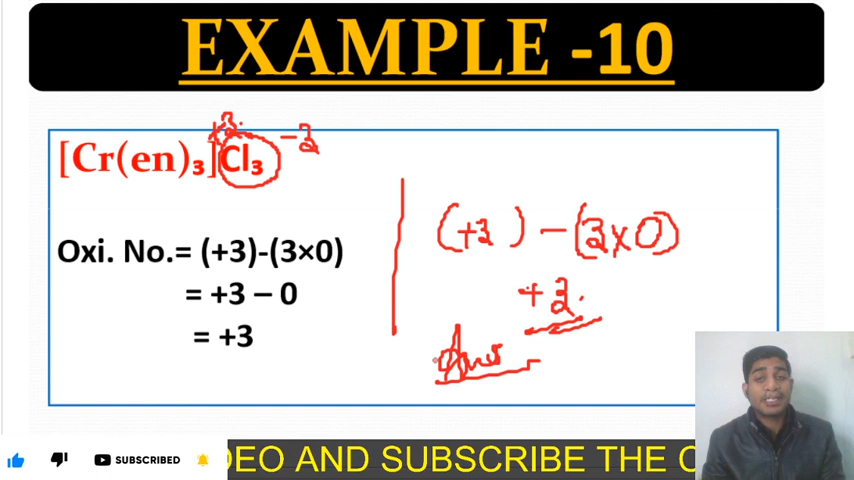 EXAMPLE -10
+3
[Cr(en)₃]Cl₃ -3
Oxi. No.= (+3)-(3×0)
= +3 – 0
= +3
(+3) - (3×0)
+3.
Ans
SUBSCRIBED
DEO AND SUBSCRIBE THE C